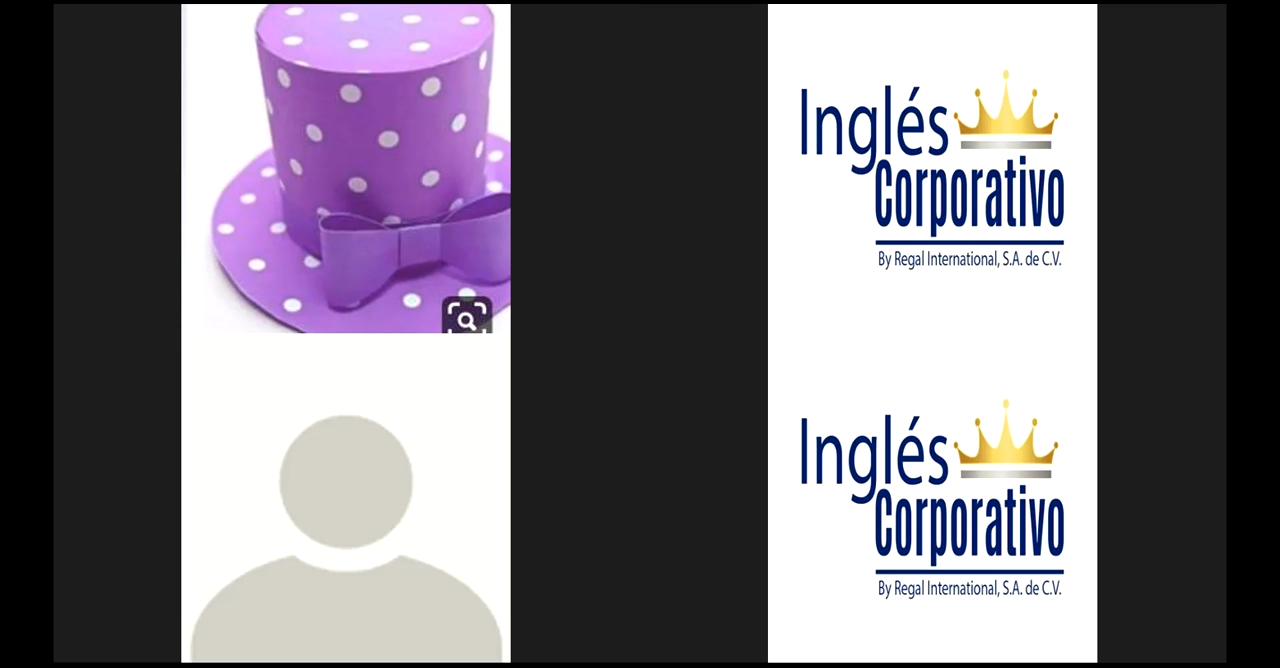 Inglés
Corporativo
By Regal International, S.A. de C.V.
Inglés
Corporativo
By Regal International, S.A. de C.V.